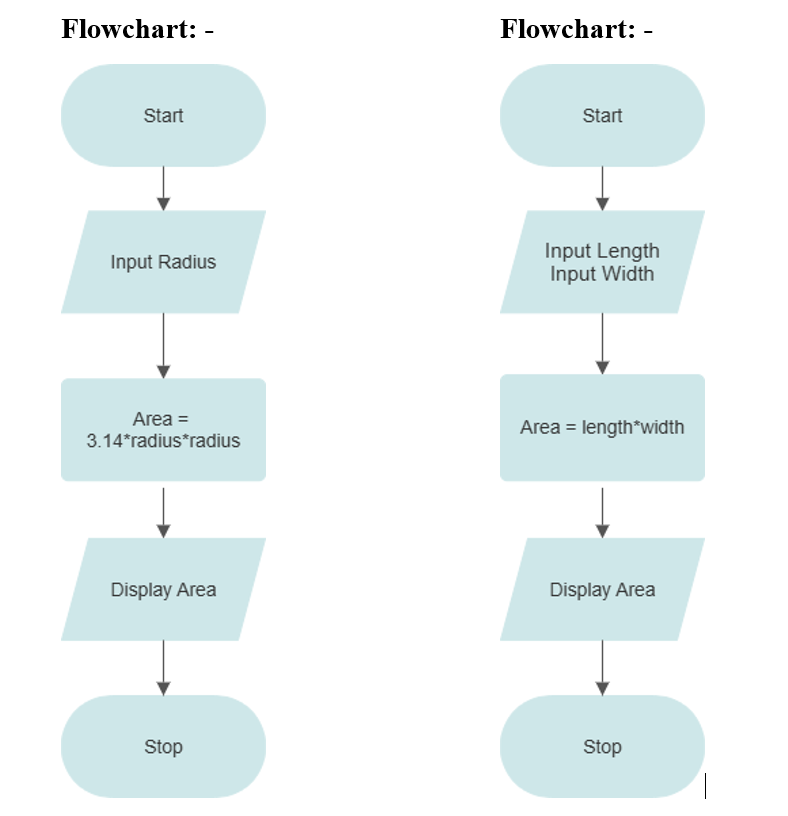 Flowchart: -
Start
Input Radius
Area =
3.14*radius*radius
Display Area
Stop
Flowchart: -
Start
Input Length
Input Width
Area = length*width
Display Area
Stop